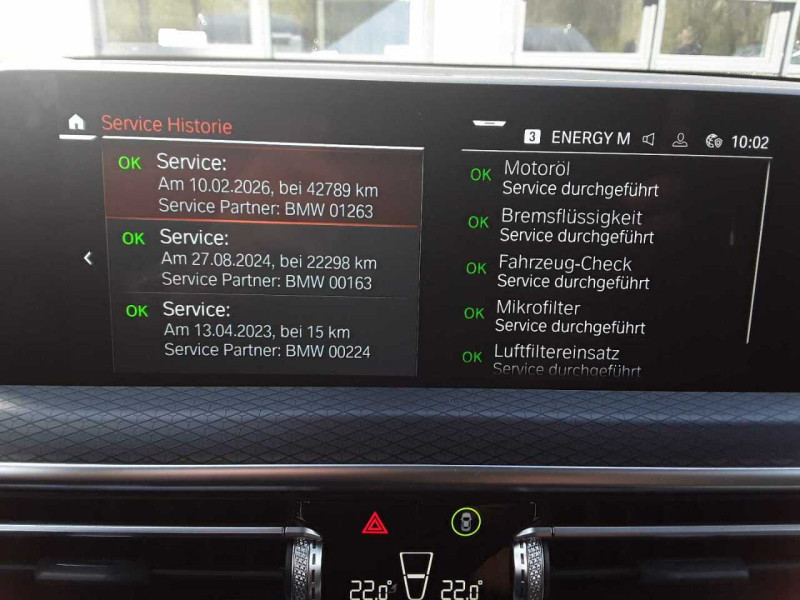 Service Historie
3 ENERGY M 10:02
OK Service:
Am 10.02.2026, bei 42789 km
Service Partner: BMW 01263
OK Service:
Am 27.08.2024, bei 22298 km
Service Partner: BMW 00163
OK Service:
Am 13.04.2023, bei 15 km
Service Partner: BMW 00224
OK Motoröl
Service durchgeführt
OK Bremsflüssigkeit
Service durchgeführt
OK Fahrzeug-Check
Service durchgeführt
OK Mikrofilter
Service durchgeführt
OK Luftfiltereinsatz
Service durchgeführt
22.0° 22.0°